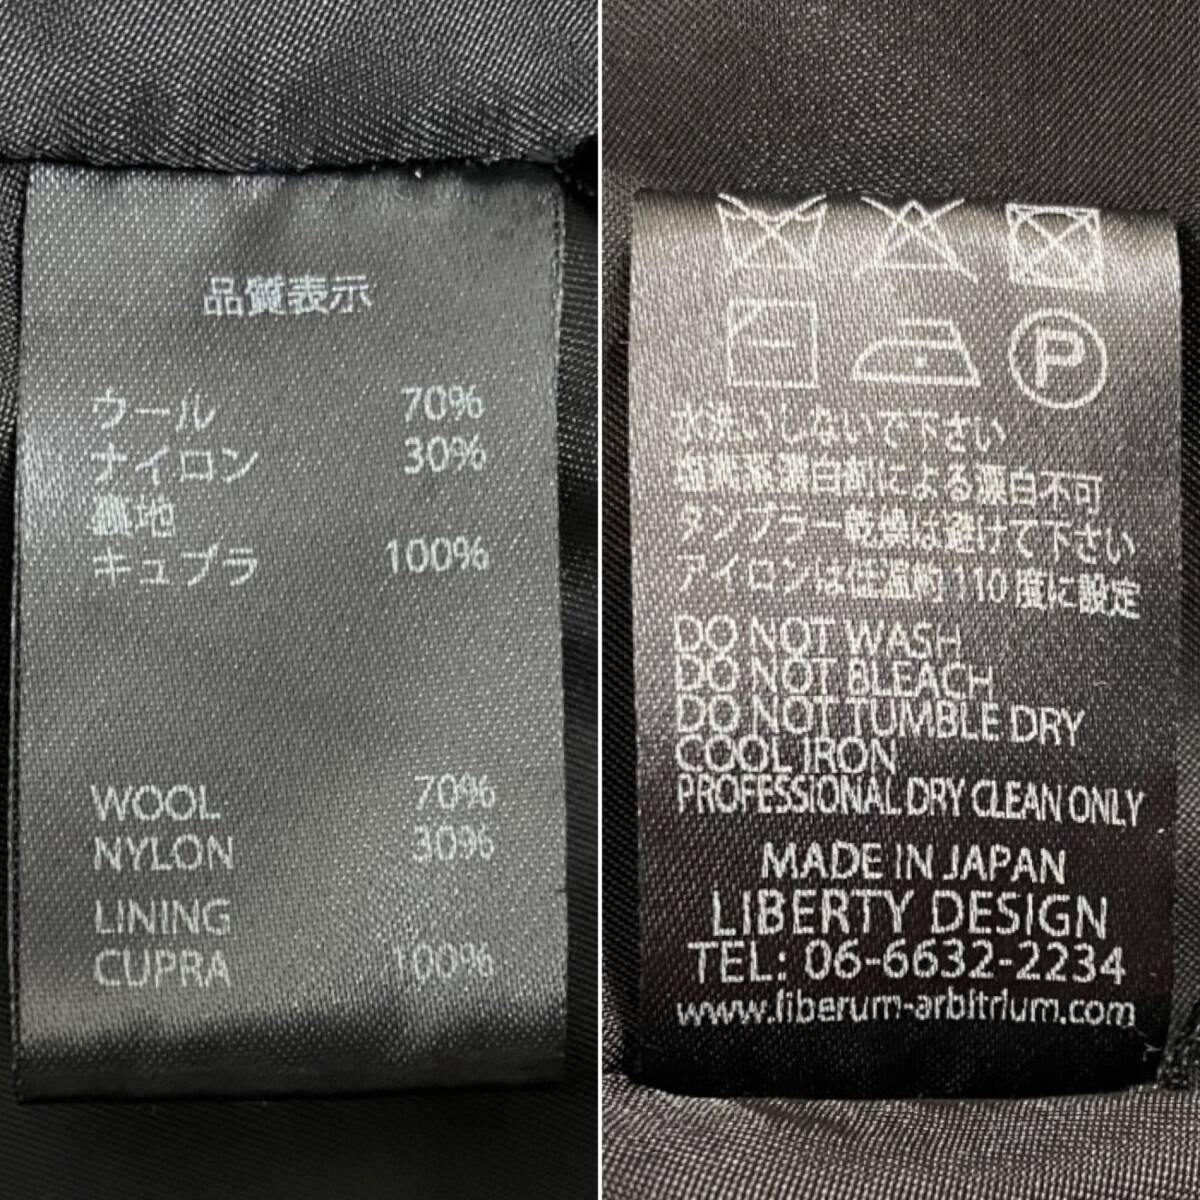 品質表示
ウール 70%
ナイロン 30%
裏地
キュプラ 100%
WOOL 70%
NYLON 30%
LINING
CUPRA 100%
P
水洗いしないで下さい
塩素系漂白剤による漂白不可
タンブラー乾燥は避けて下さい
アイロンは低温約110度に設定
DO NOT WASH
DO NOT BLEACH
DO NOT TUMBLE DRY
COOL IRON
PROFESSIONAL DRY CLEAN ONLY
MADE IN JAPAN
LIBERTY DESIGN
TEL: 06-6632-2234
www.liberum-arbitrium.com